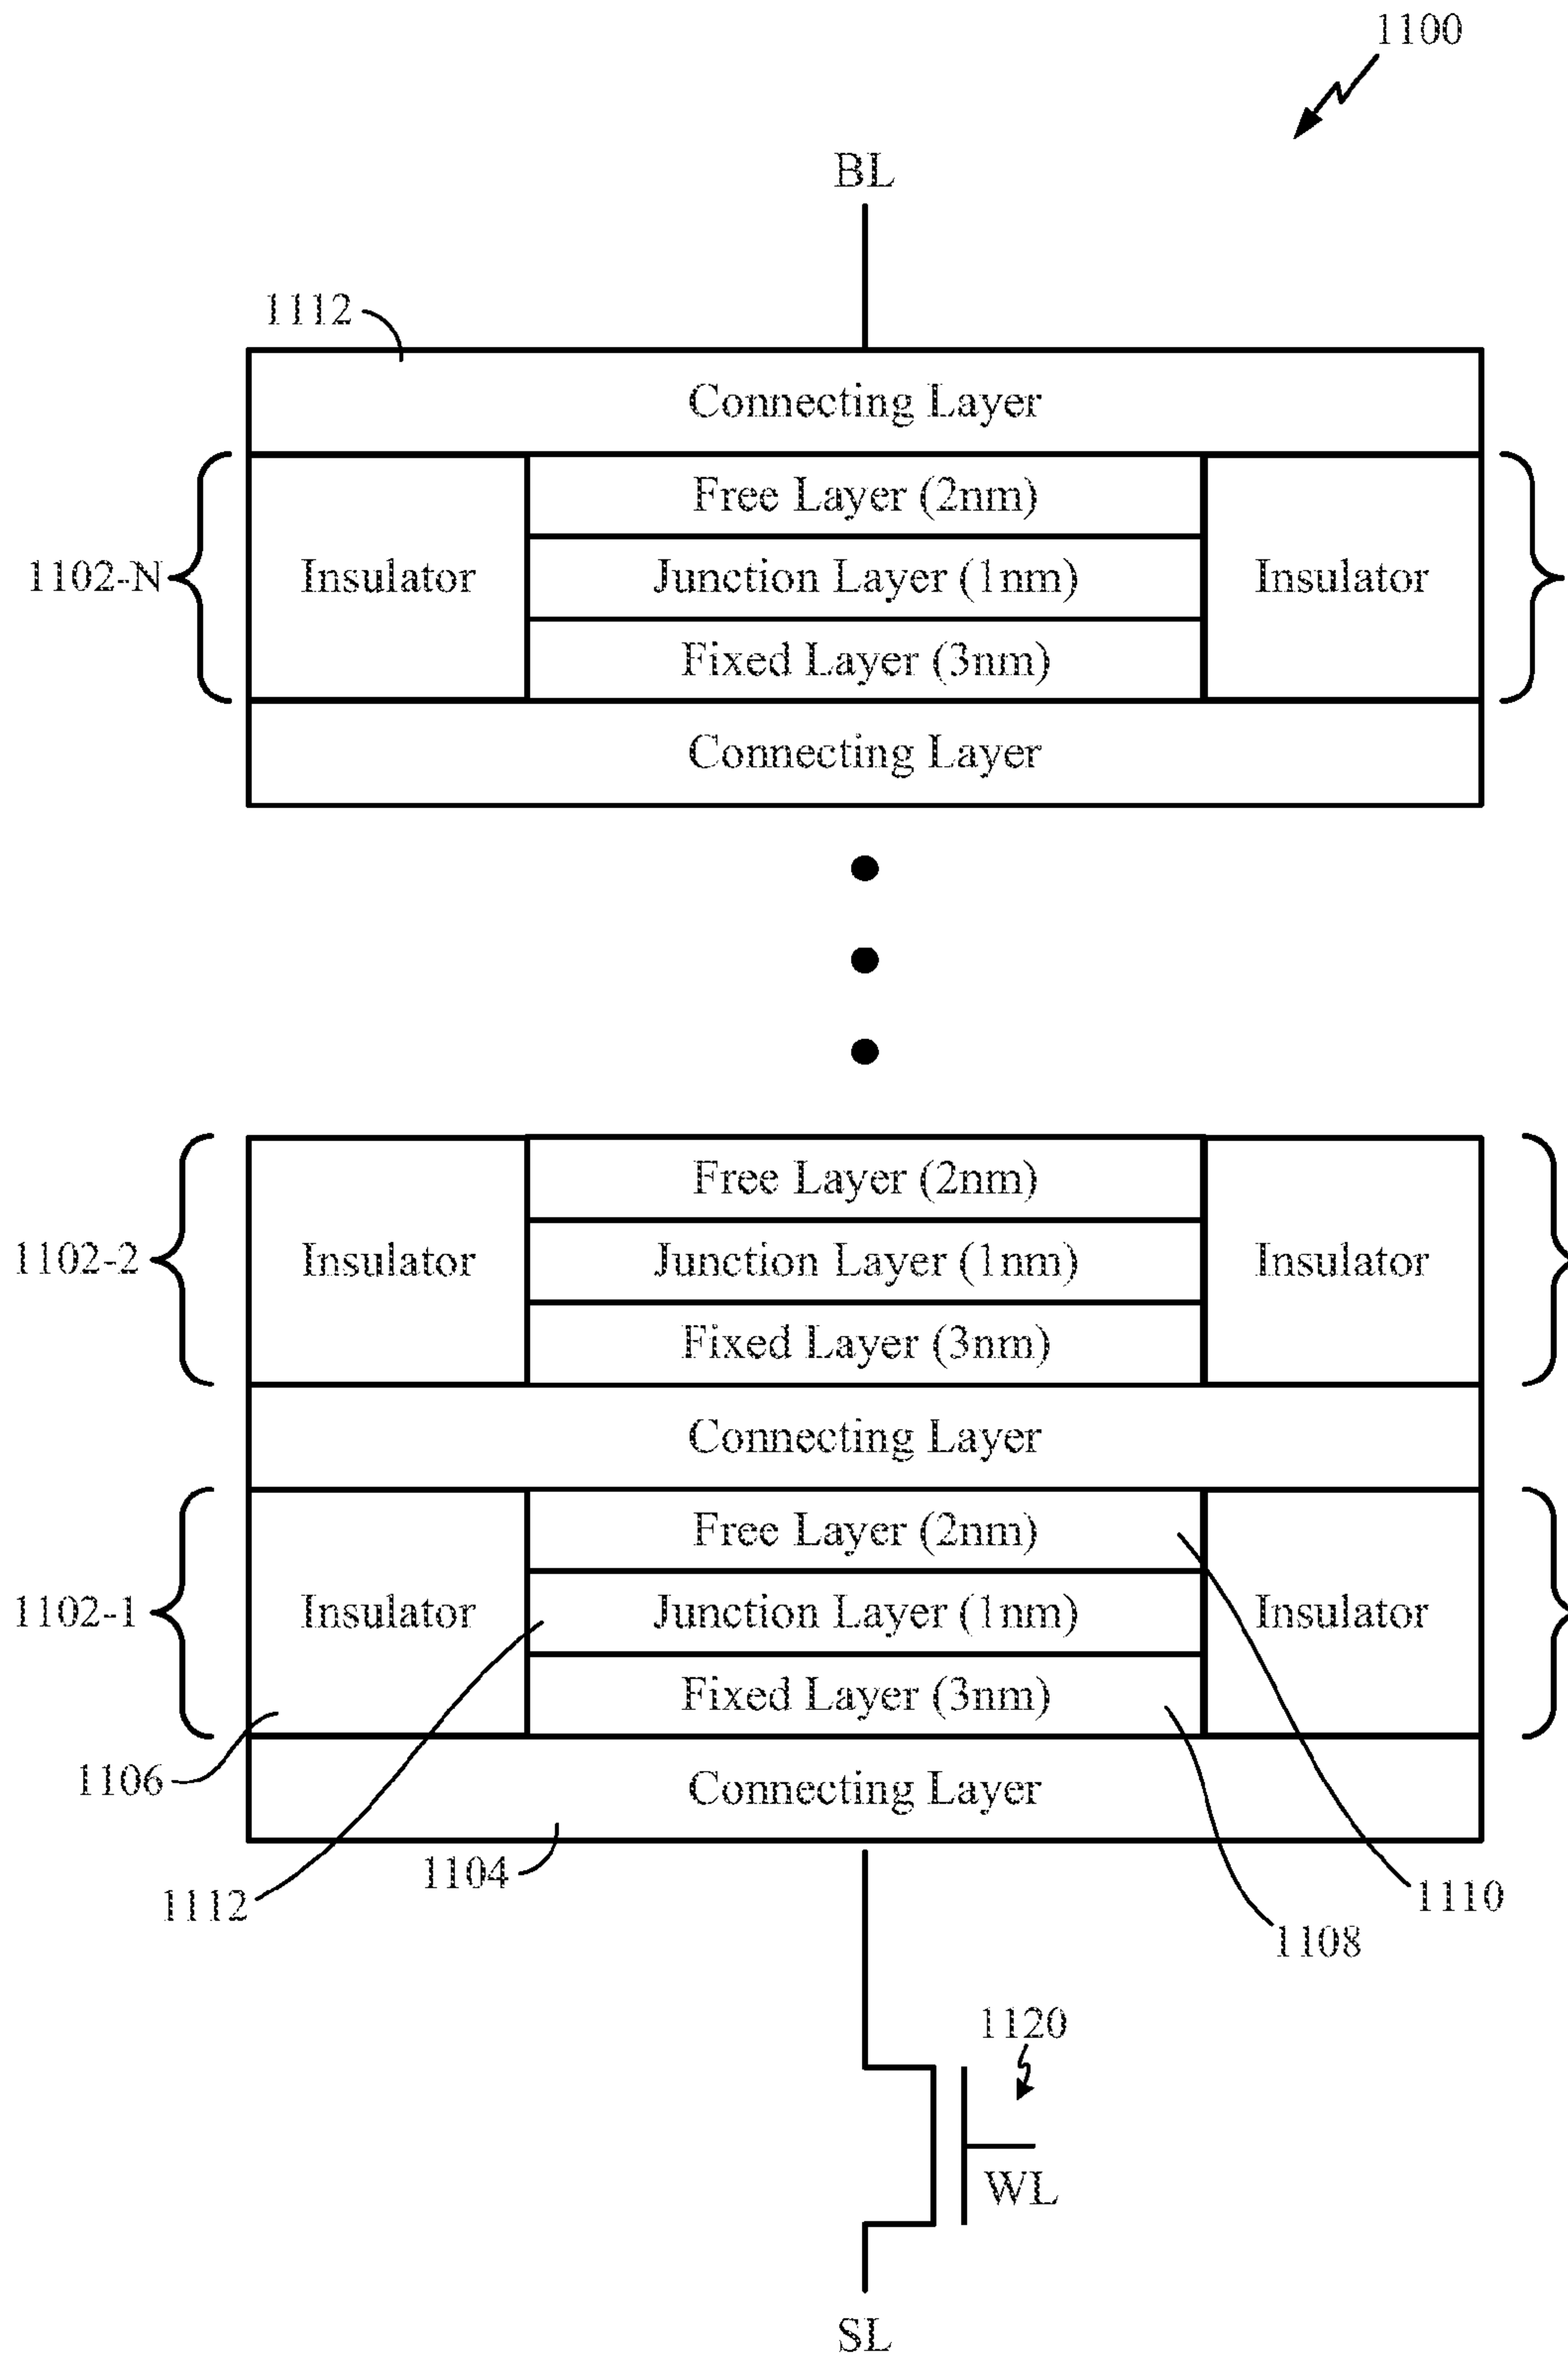 1100
BL
1112
Connecting Layer
Free Layer (2nm)
1102-N
Insulator
Junction Layer (1nm)
Insulator
Fixed Layer (3nm)
Connecting Layer
Free Layer (2nm)
1102-2
Insulator
Junction Layer (1nm)
Insulator
Fixed Layer (3nm)
Connecting Layer
Free Layer (2nm)
1102-1
Insulator
Junction Layer (1nm)
Insulator
Fixed Layer (3nm)
1106
Connecting Layer
1104
1112
1110
1108
1120
WL
SL